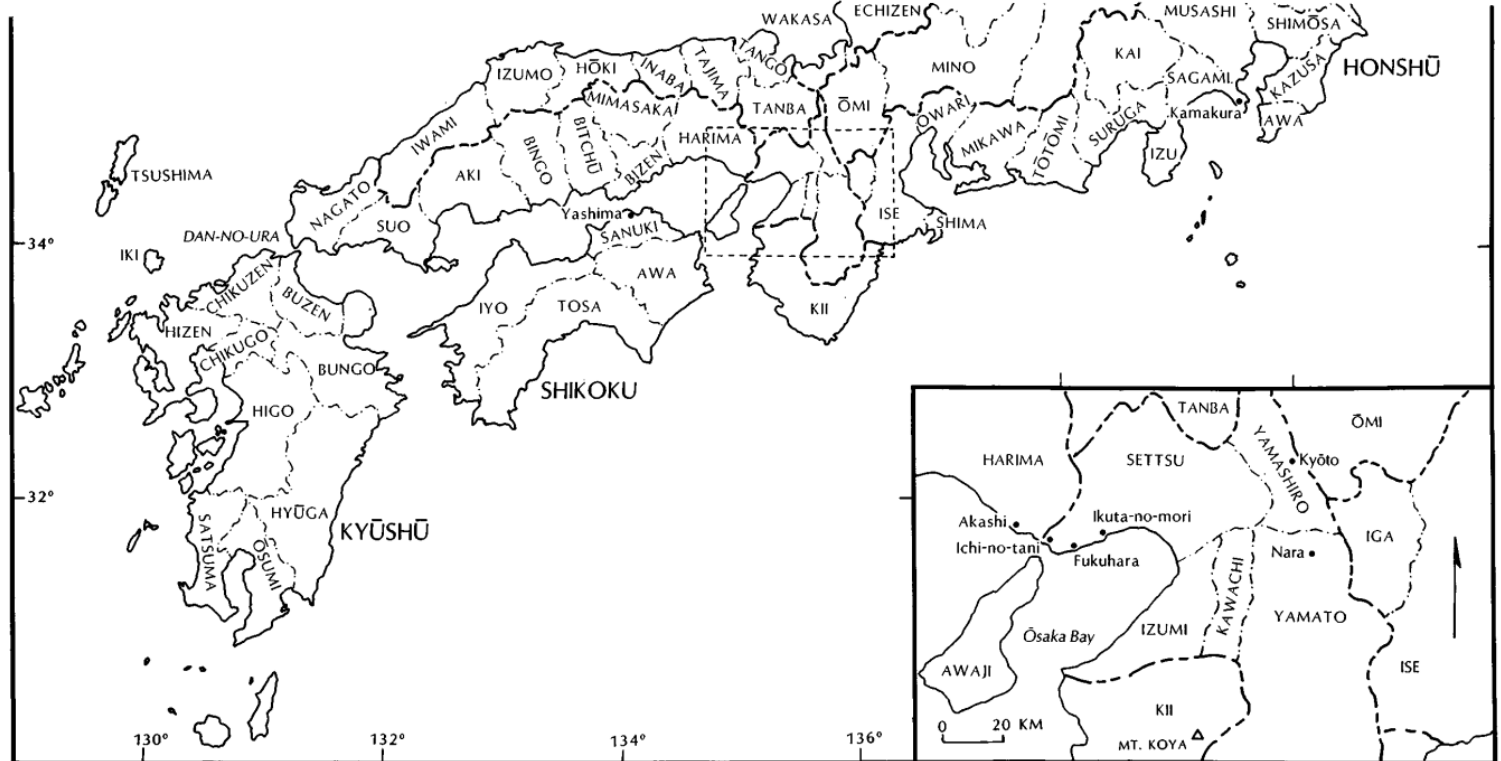 WAKASA
ECHIZEN
MUSASHI
SHIMŌSA
IZUMO
HŌKI
INABA
TAJIMA
TANGO
MINO
KAI
SAGAMI
KAZUSA
HONSHŪ
MIMASAKA
TANBA
ŌMI
OWARI
Kamakura
AWA
IWAMI
BITCHŪ
BINGO
BIZEN
HARIMA
MIKAWA
TŌTŌMI
SURUGA
IZU
TSUSHIMA
AKI
NAGATO
SUO
Yashima
SANUKI
ISE
SHIMA
DAN-NO-URA
34°
IKI
CHIKUZEN
BUZEN
AWA
IYO
TOSA
KII
HIZEN
CHIKUGO
BUNGO
SHIKOKU
HIGO
32°
HYŪGA
KYŪSHŪ
SATSUMA
ŌSUMI
130°
132°
134°
136°
TANBA
ŌMI
HARIMA
SETTSU
YAMASHIRO
Kyōto
Akashi
Ikuta-no-mori
IGA
Ichi-no-tani
Fukuhara
Nara
KAWACHI
YAMATO
Ōsaka Bay
IZUMI
AWAJI
ISE
KII
0 20 KM
MT. KOYA